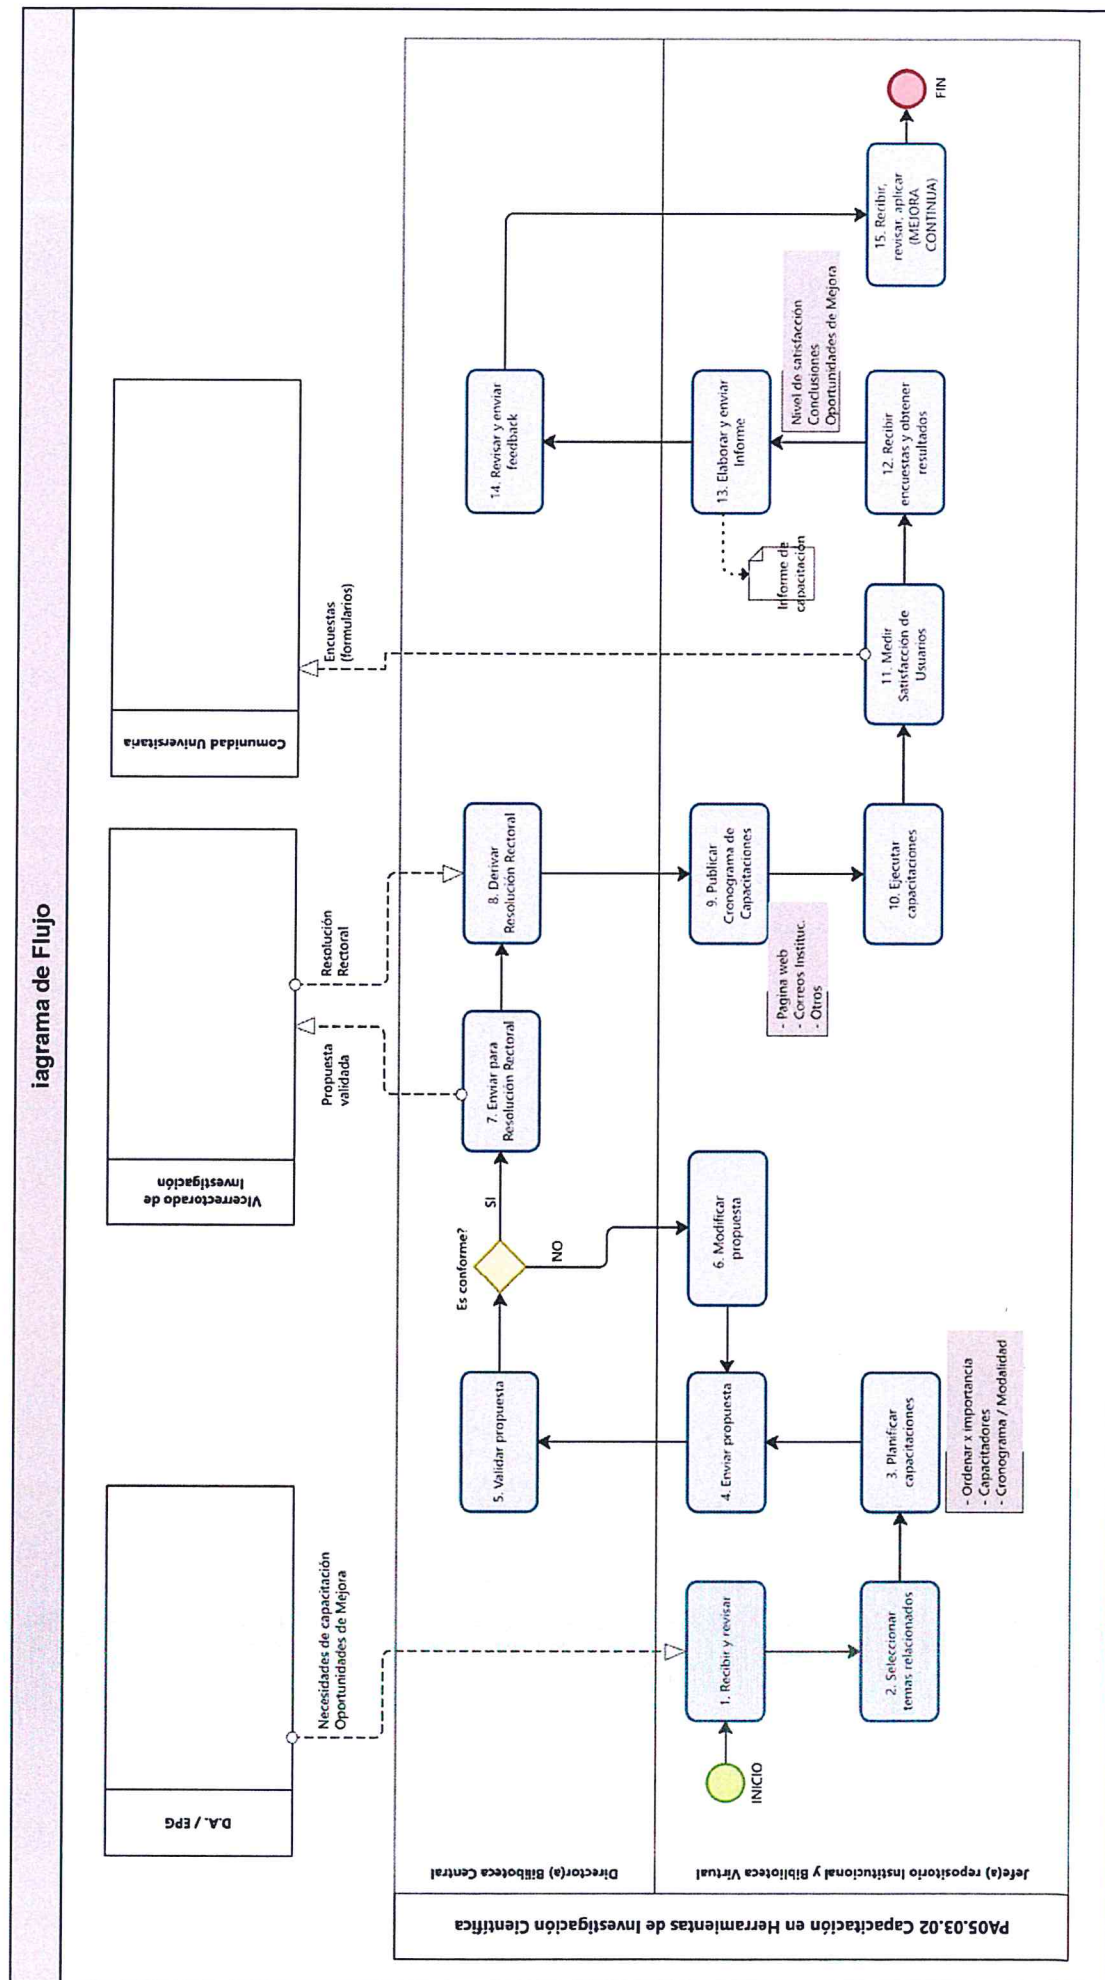 iagrama de Flujo
D.A. / EPG
Vicerrectorado de
Investigación
Comunidad Universitaria
Necesidades de capacitación
Oportunidades de Mejora
Propuesta
validada
Resolución
Rectoral
Encuestas
(formularios)
PA05.03.02 Capacitación en Herramientas de Investigación Científica
Director(a) Biblioteca Central
Jefe(a) repositorio Institucional y Biblioteca Virtual
INICIO
1. Recibir y revisar
2. Seleccionar
temas relacionados
3. Planificar
capacitaciones
- Ordenar x importancia
- Capacitadores
- Cronograma / Modalidad
4. Enviar propuesta
5. Validar propuesta
Es conforme?
SI
NO
6. Modificar
propuesta
7. Enviar para
Resolución Rectoral
8. Derivar
Resolución Rectoral
9. Publicar
Cronograma de
Capacitaciones
- Pagina web
- Correos Instituc.
- Otros
10. Ejecutar
capacitaciones
11. Medir
Satisfacción de
Usuarios
12. Recibir
encuestas y obtener
resultados
13. Elaborar y enviar
Informe
Informe de
capacitación
Nivel de satisfacción
Conclusiones
Oportunidades de Mejora
14. Revisar y enviar
feedback
15. Recibir,
revisar, aplicar
(MEJORA
CONTINUA)
FIN